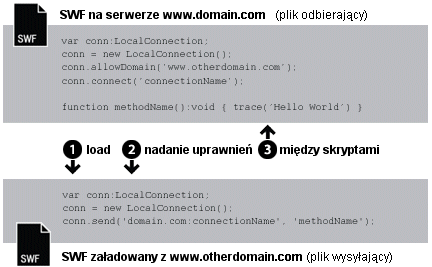 SWF na serwerze www.domain.com (plik odbierający)
SWF
var conn:LocalConnection;
conn = new LocalConnection();
conn.allowDomain('www.otherdomain.com');
conn.connect('connectionName');
function methodName():void { trace('Hello World') }
1 load 2 nadanie uprawnień 3 między skryptami
var conn:LocalConnection;
conn = new LocalConnection();
conn.send('domain.com:connectionName', 'methodName');
SWF
SWF załadowany z www.otherdomain.com (plik wysyłający)